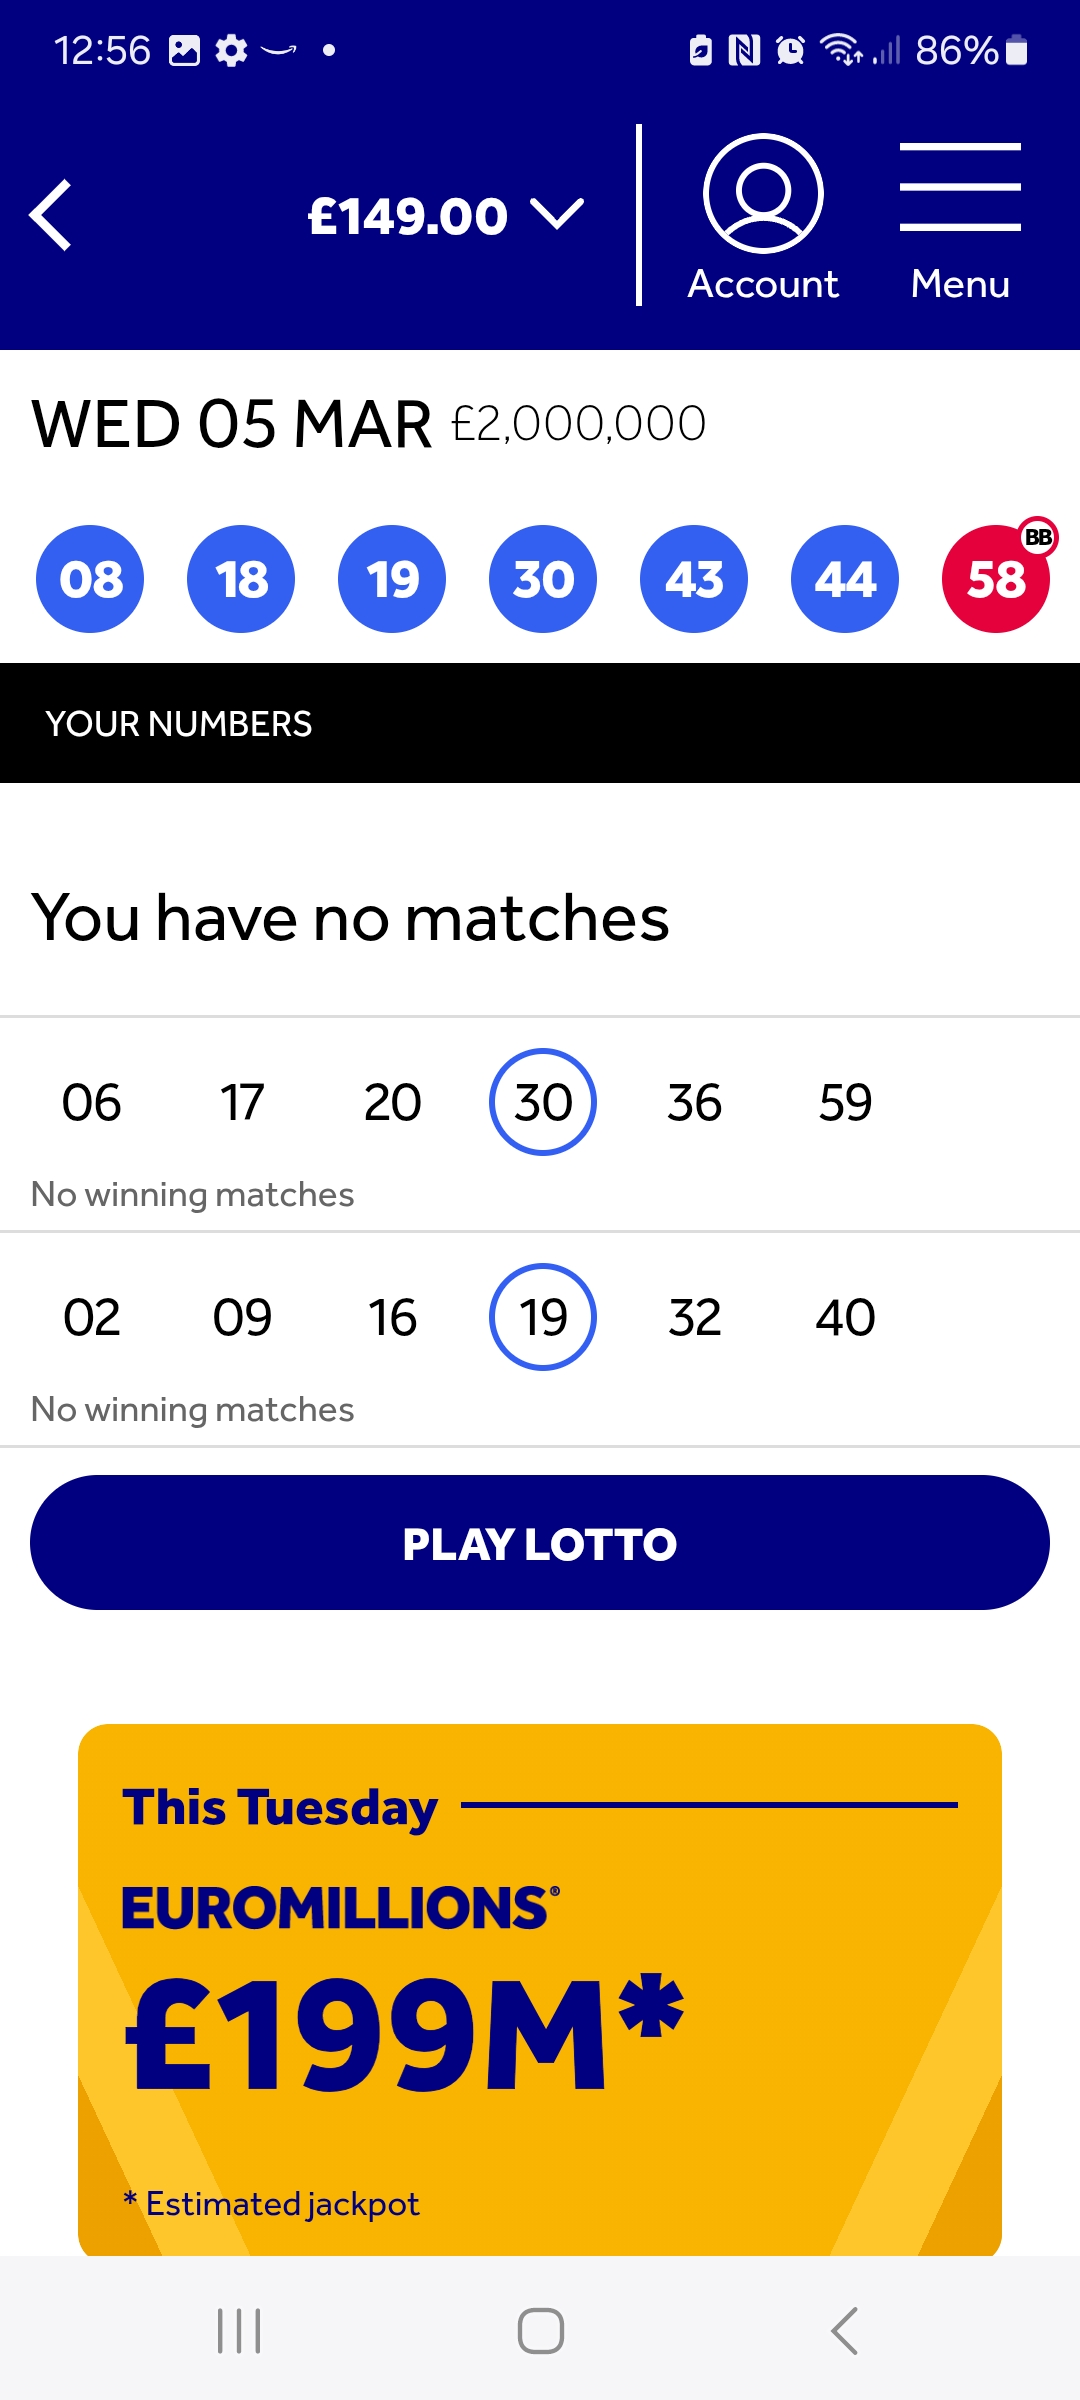 12:56 86%
£149.00
Account Menu
WED 05 MAR £2,000,000
BB
08 18 19 30 43 44 58
YOUR NUMBERS
You have no matches
06 17 20 30 36 59
No winning matches
02 09 16 19 32 40
No winning matches
PLAY LOTTO
This Tuesday
EUROMILLIONS®
£199M*
* Estimated jackpot